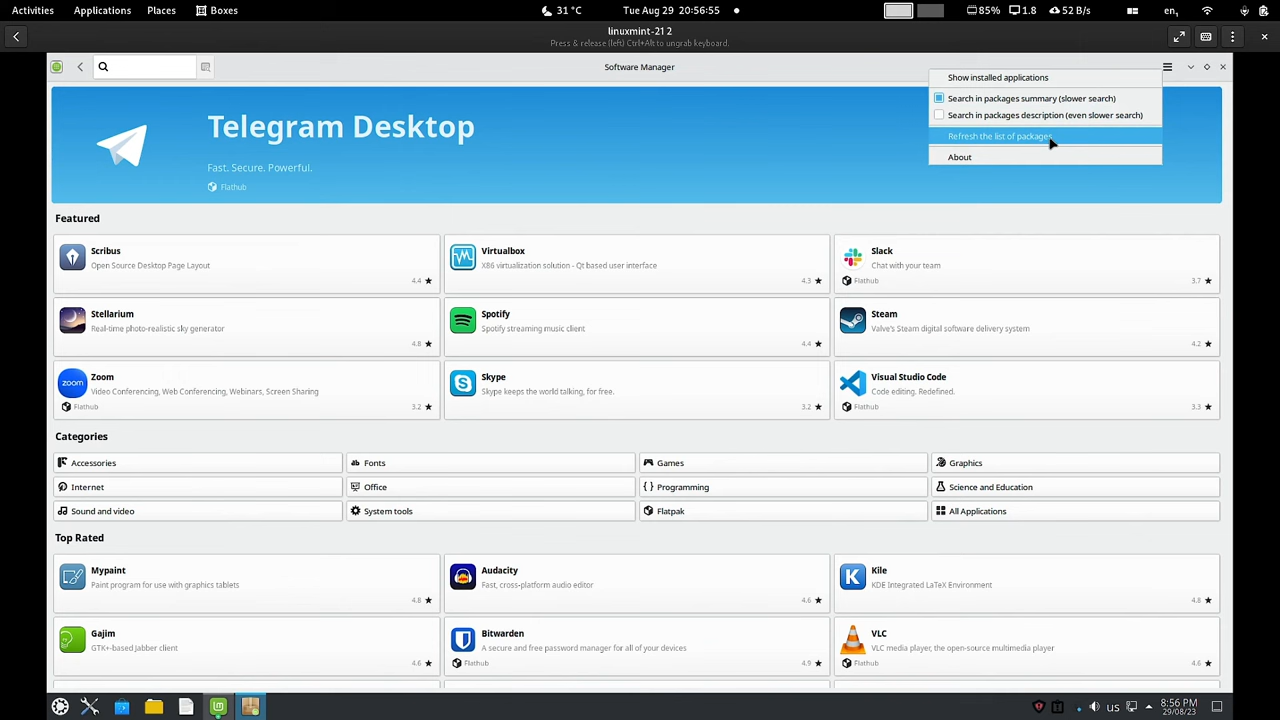 Activities Applications Places Boxes 31 °C Tue Aug 29 20:56:55 85% 1.8 52 B/s en₁
linuxmint-21 2
Press & release (left) Ctrl+Alt to ungrab keyboard.
Software Manager
Show installed applications
Search in packages summary (slower search)
Search in packages description (even slower search)
Refresh the list of packages
About
Telegram Desktop
Fast. Secure. Powerful.
Flathub
Featured
Scribus
Open Source Desktop Page Layout
4.4 ★
Virtualbox
X86 virtualization solution - Qt based user interface
4.3 ★
Slack
Chat with your team
Flathub 3.7 ★
Stellarium
Real-time photo-realistic sky generator
4.8 ★
Spotify
Spotify streaming music client
4.4 ★
Steam
Valve's Steam digital software delivery system
4.2 ★
zoom
Zoom
Video Conferencing, Web Conferencing, Webinars, Screen Sharing
Flathub 3.2 ★
Skype
Skype keeps the world talking, for free.
3.2 ★
Visual Studio Code
Code editing. Redefined.
Flathub 3.3 ★
Categories
Accessories Fonts Games Graphics
Internet Office Programming Science and Education
Sound and video System tools Flatpak All Applications
Top Rated
Mypaint
Paint program for use with graphics tablets
4.8 ★
Audacity
Fast, cross-platform audio editor
4.6 ★
K
Kile
KDE Integrated LaTeX Environment
4.8 ★
Gajim
GTK+-based Jabber client
4.6 ★
Bitwarden
A secure and free password manager for all of your devices
Flathub 4.9 ★
VLC
VLC media player, the open-source multimedia player
Flathub 4.6 ★
US 8:56 PM
29/08/23